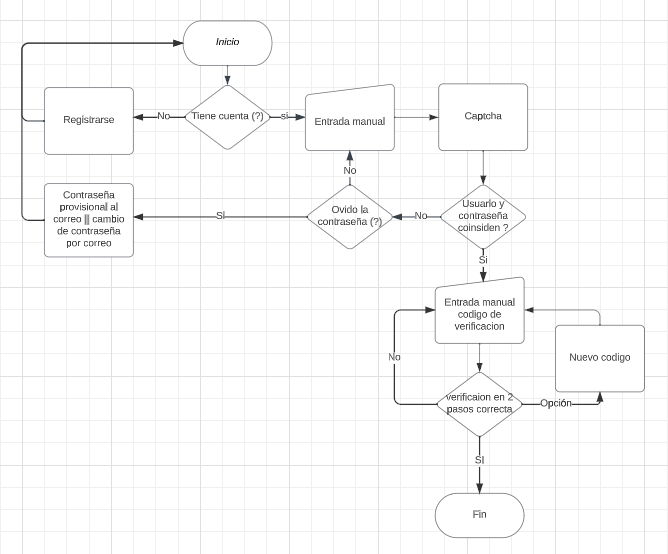 Inicio
No
Tiene cuenta (?)
si
Registrarse
Entrada manual
Captcha
No
Contraseña
provisional al
correo || cambio
de contraseña
por correo
Sí
Ovido la
contraseña (?)
No
Usuario y
contraseña
coinsiden ?
Si
Entrada manual
codigo de
verificacion
No
Nuevo codigo
verificaion en 2
pasos correcta
Opción
SI
Fin